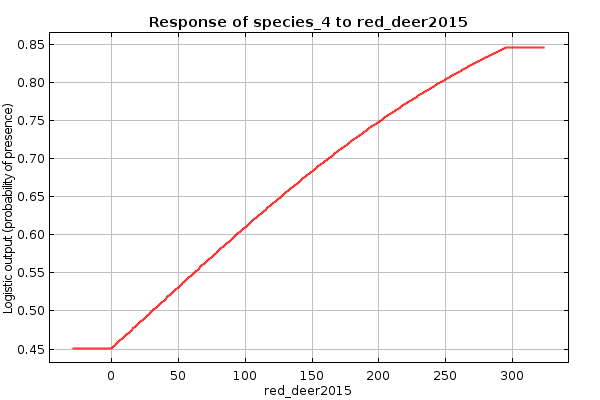 Response of species_4 to red_deer2015
Logistic output (probability of presence)
0.85
0.80
0.75
0.70
0.65
0.60
0.55
0.50
0.45
0 50 100 150 200 250 300
red_deer2015